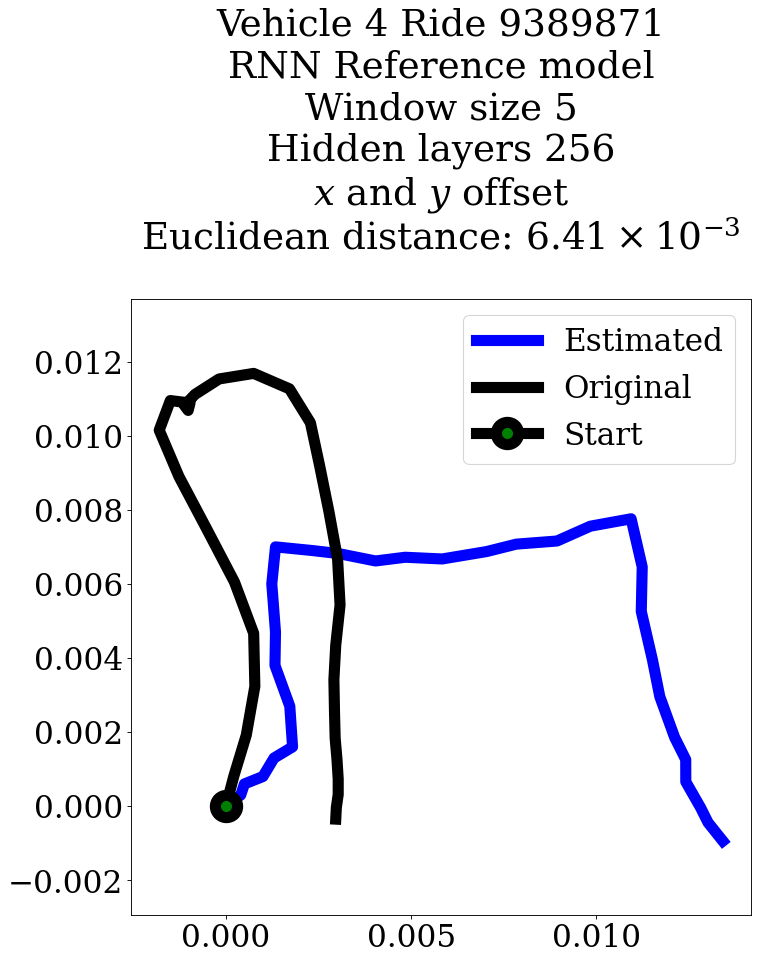 Vehicle 4 Ride 9389871
RNN Reference model
Window size 5
Hidden layers 256
x and y offset
Euclidean distance: 6.41 × 10⁻³
Estimated
Original
Start
0.012
0.010
0.008
0.006
0.004
0.002
0.000
−0.002
0.000 0.005 0.010